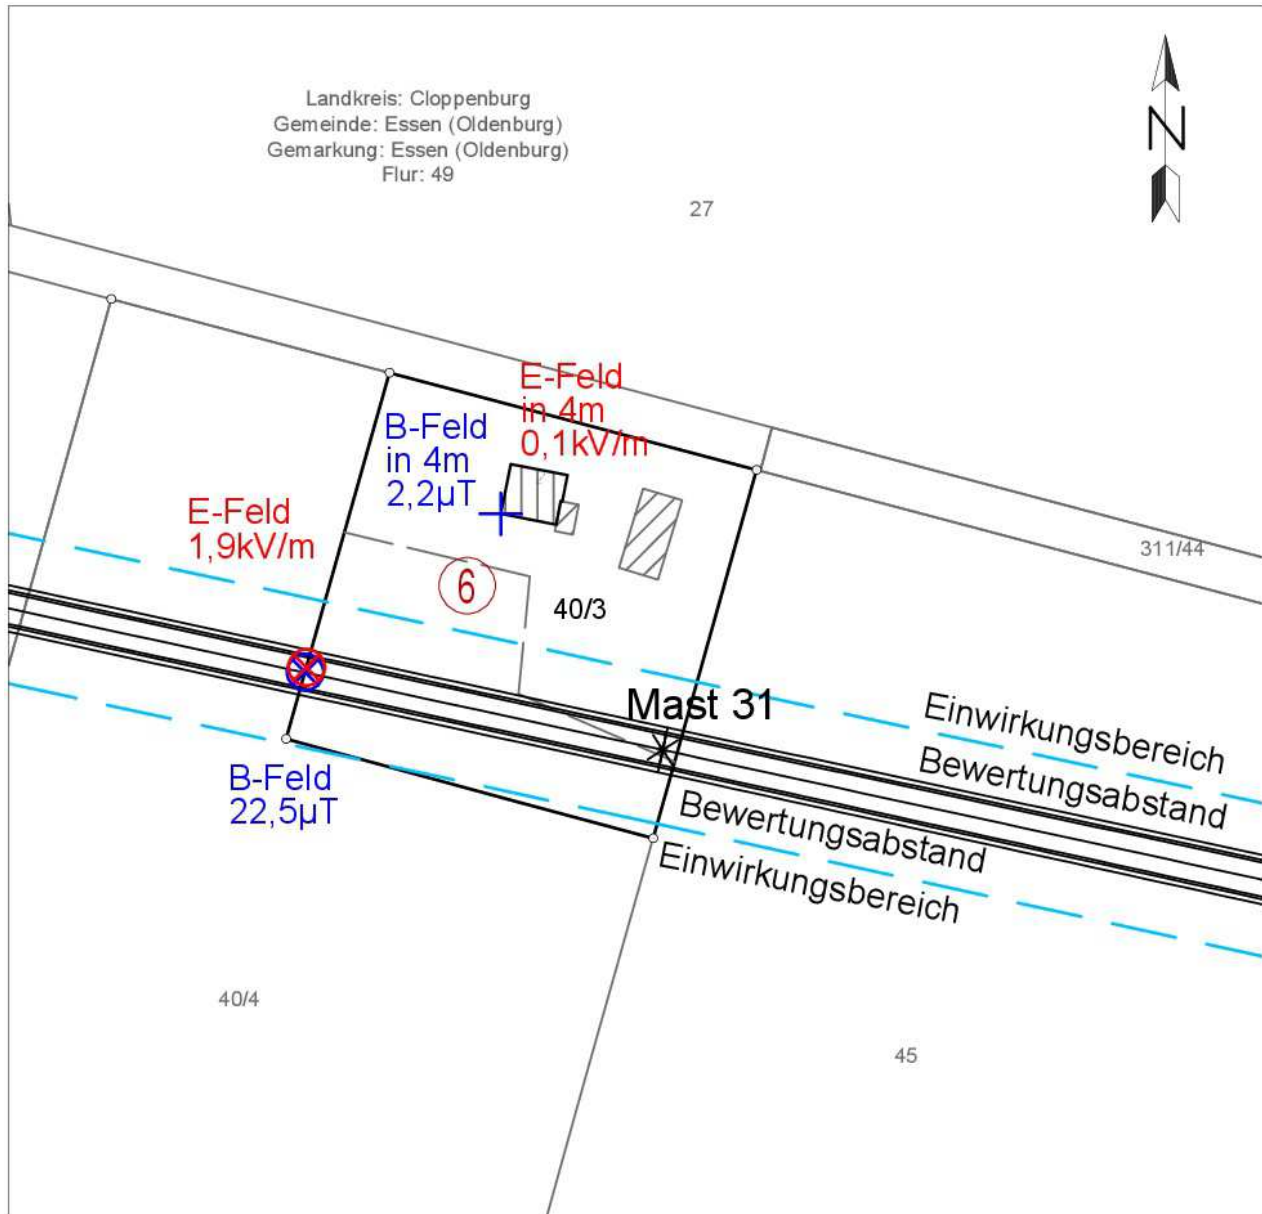 Landkreis: Cloppenburg
Gemeinde: Essen (Oldenburg)
Gemarkung: Essen (Oldenburg)
Flur: 49
N
27
E-Feld
in 4m
0,1kV/m
B-Feld
in 4m
2,2µT
E-Feld
1,9kV/m
311/44
6
40/3
Mast 31
Einwirkungsbereich
Bewertungsabstand
B-Feld
22,5µT
Bewertungsabstand
Einwirkungsbereich
40/4
45